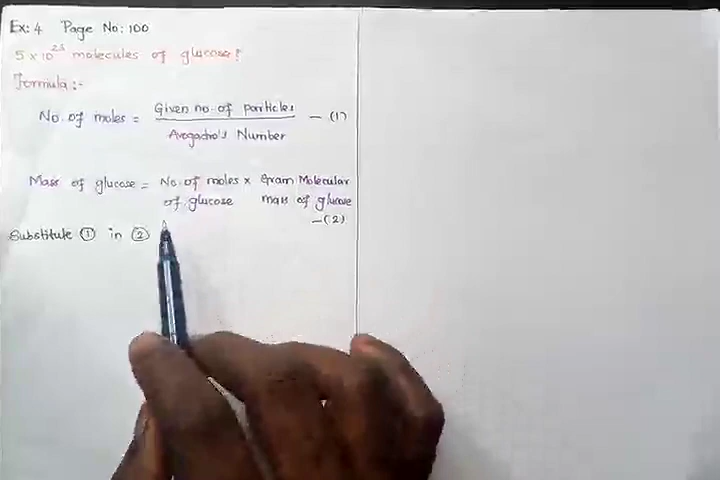 Ex: 4 Page No: 100
5 x 10²³ molecules of glucose?
Formula :-
No. of moles = Given no. of particles / Avogadro's Number — (1)
Mass of glucose = No. of moles x Gram Molecular
of glucose mass of glucose
— (2)
Substitute ① in ②